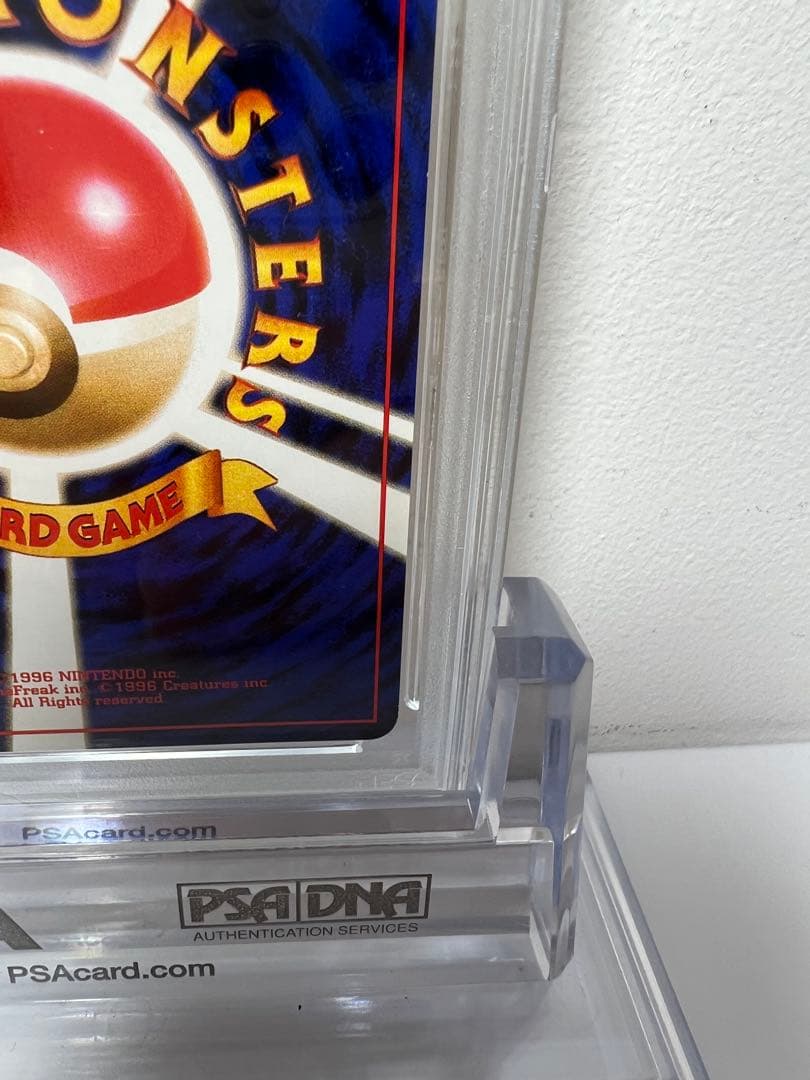 ONSTERS
RD GAME
1996 NINTENDO inc.
Freak inc. ©1996 Creatures inc
All Rights reserved
PSAcard.com
PSA DNA
AUTHENTICATION SERVICES
PSAcard.com